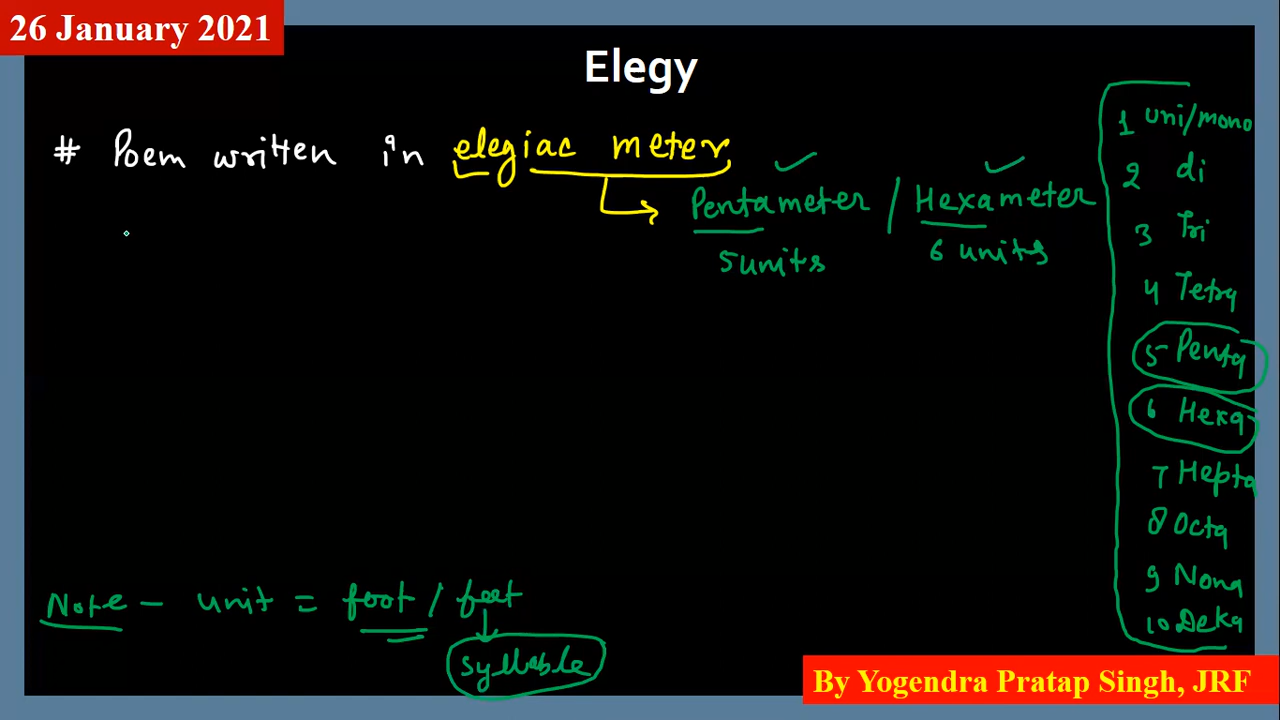 26 January 2021
Elegy
# Poem written in elegiac meter
Pentameter / Hexameter
5units 6 units
1 uni/mono
2 di
3 Tri
4 Tetra
5 Penta
6 Hexa
7 Hepta
8 Octa
9 Nona
10 Deka
Note - unit = foot / feet
syllable
By Yogendra Pratap Singh, JRF